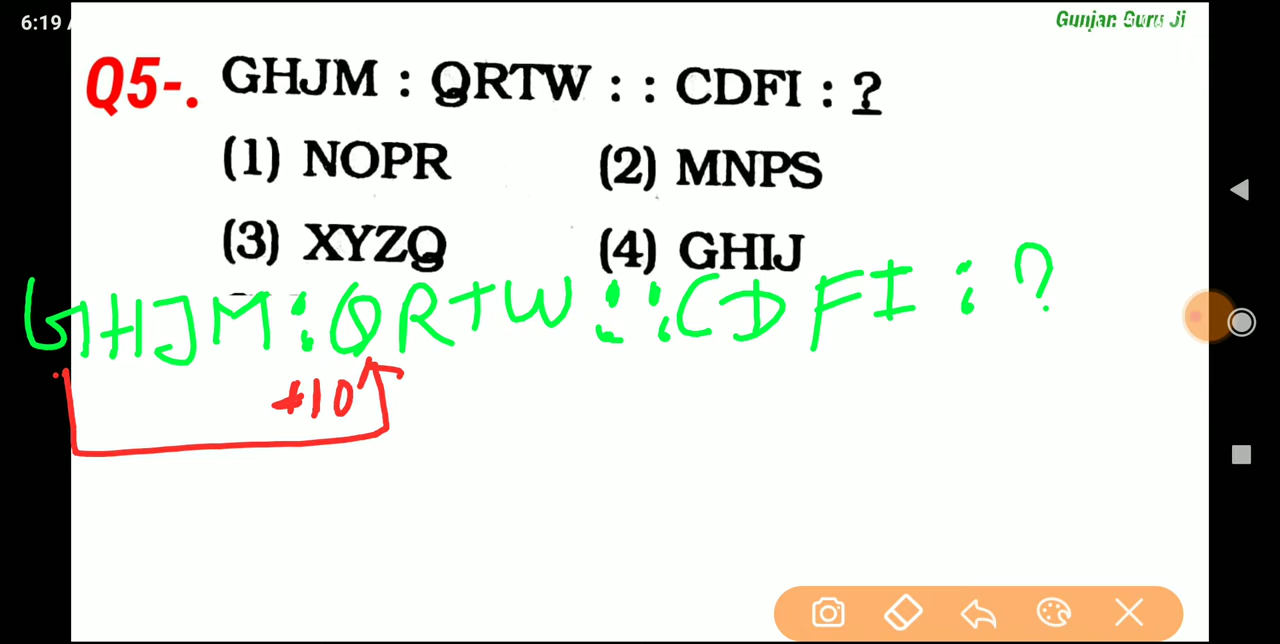 6:19
Gunjan Guru Ji
Q5-. GHJM : QRTW : : CDFI : ?
(1) NOPR (2) MNPS
(3) XYZQ (4) GHIJ
GHJM : QRTW : : CDFI : ?
+10